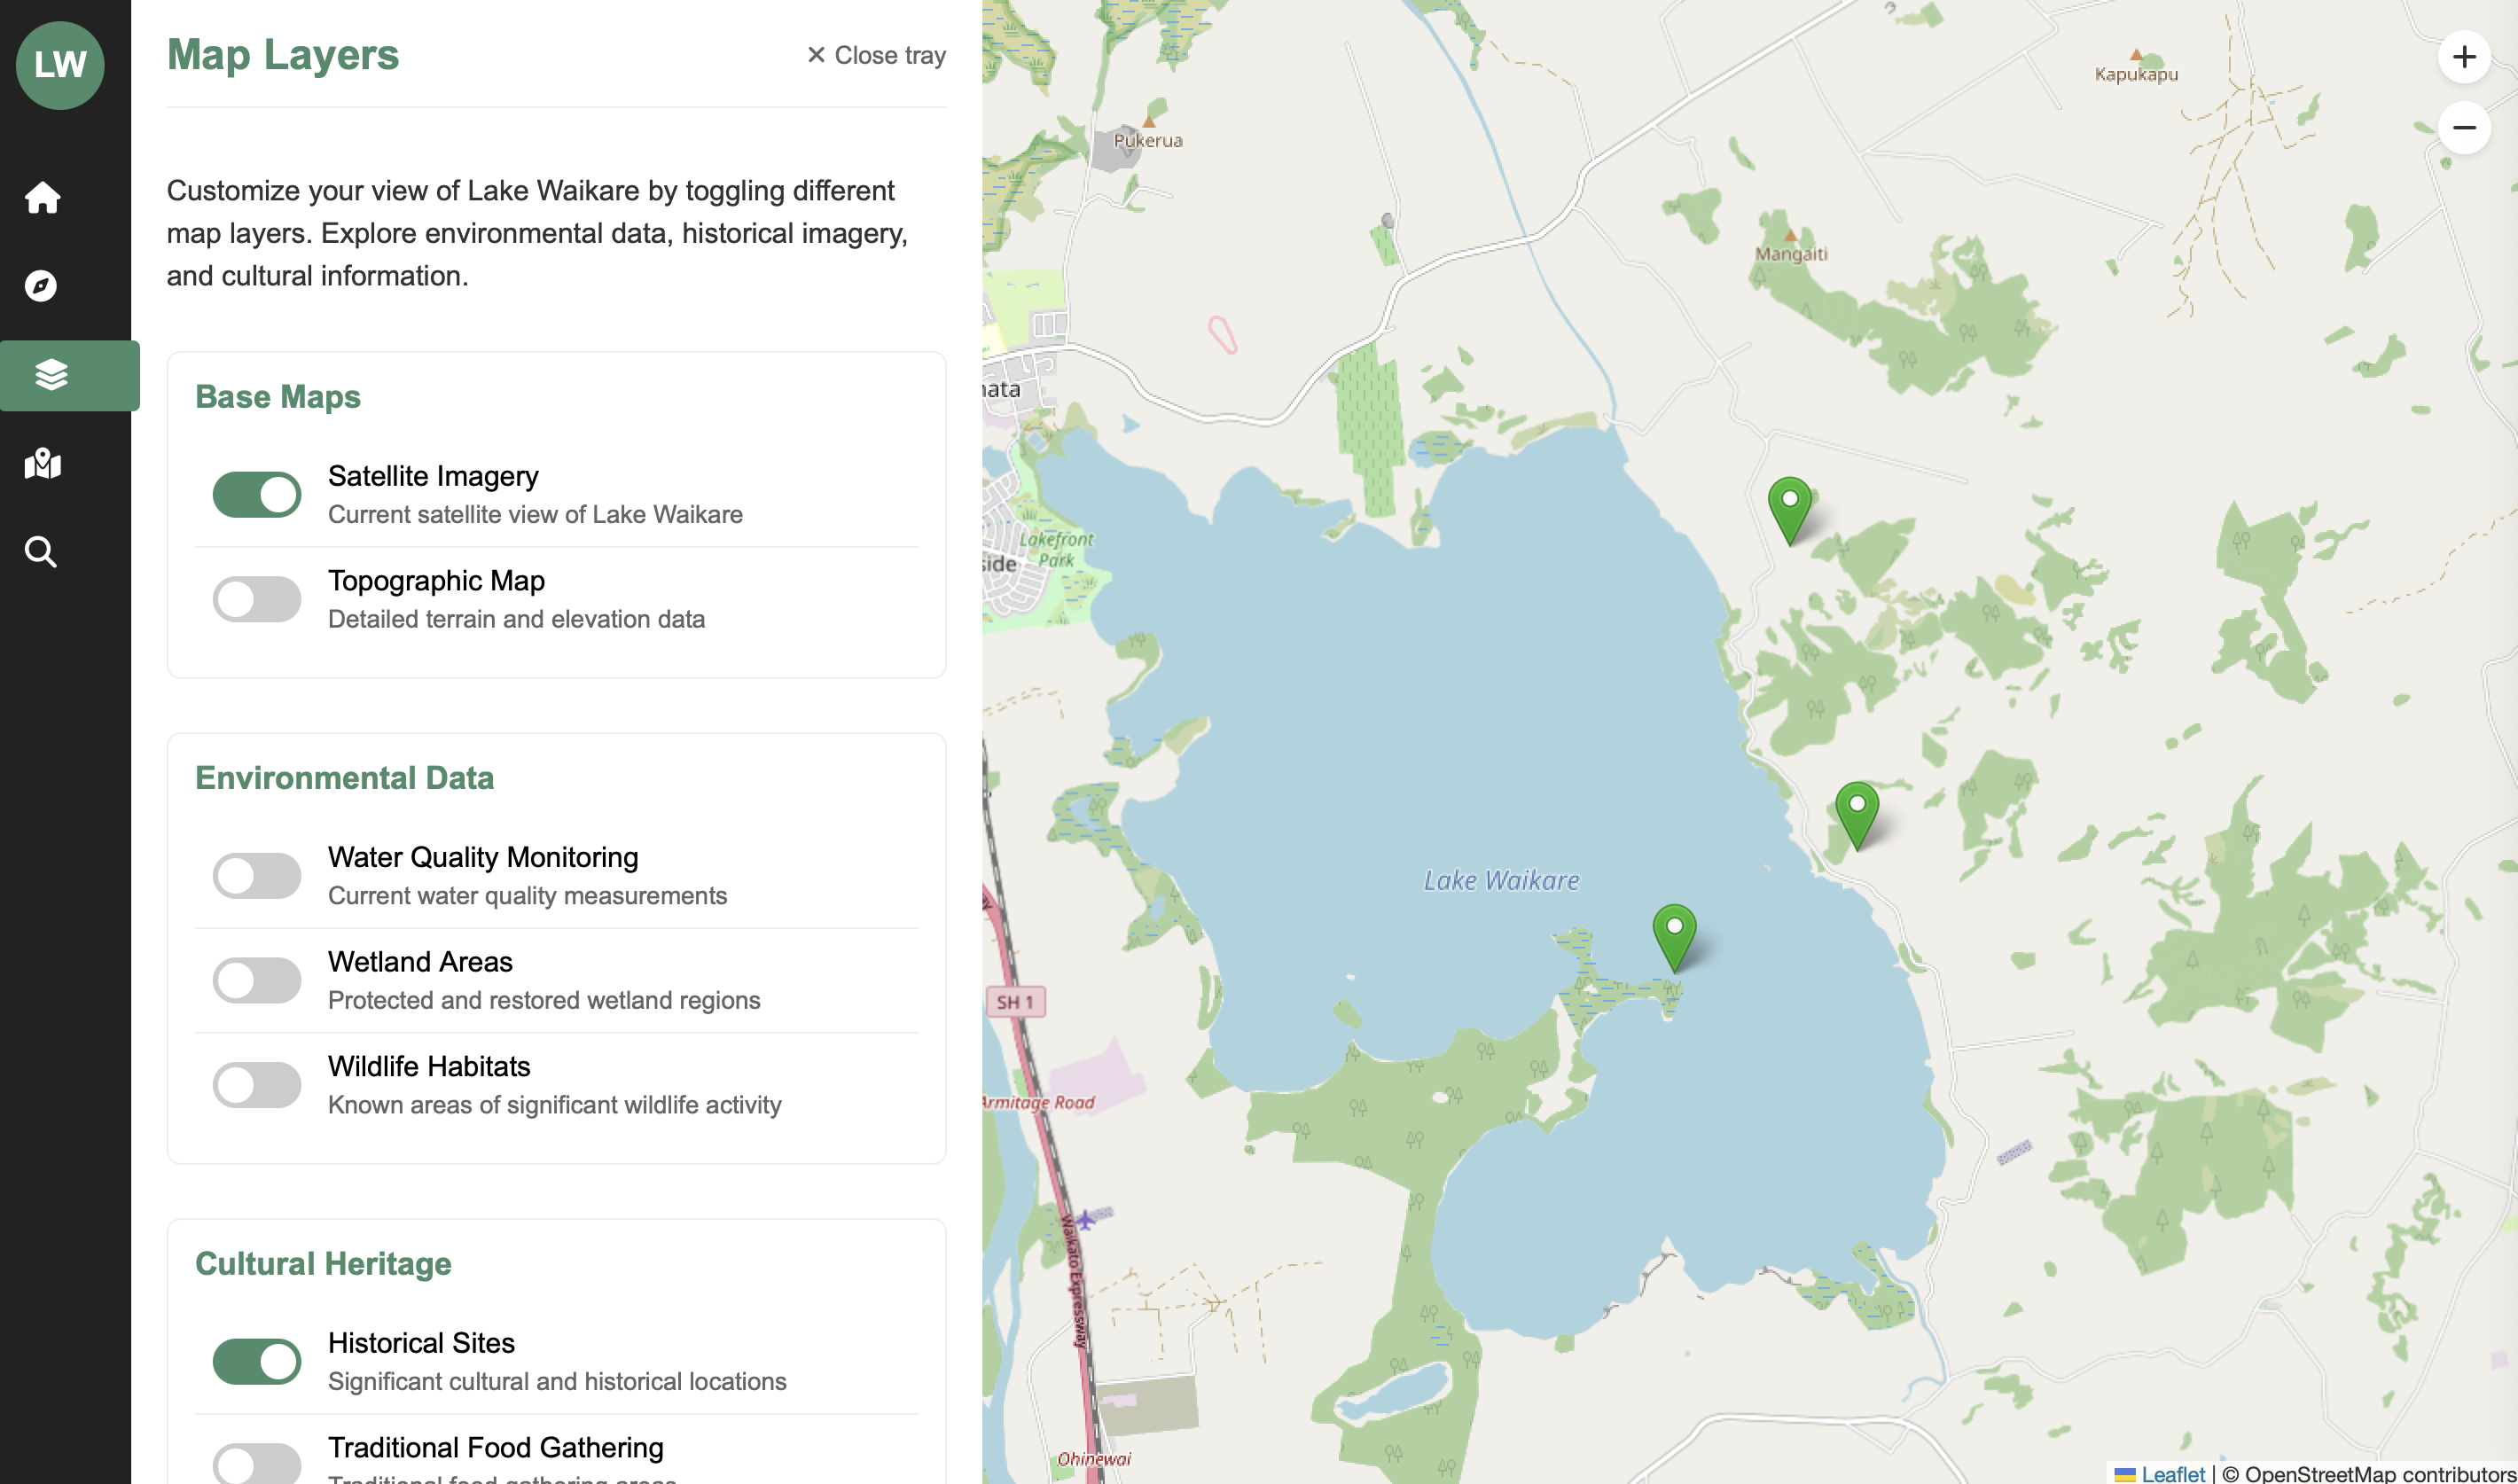 LW
Map Layers
✕ Close tray
Customize your view of Lake Waikare by toggling different
map layers. Explore environmental data, historical imagery,
and cultural information.
Base Maps
Satellite Imagery
Current satellite view of Lake Waikare
Topographic Map
Detailed terrain and elevation data
Environmental Data
Water Quality Monitoring
Current water quality measurements
Wetland Areas
Protected and restored wetland regions
Wildlife Habitats
Known areas of significant wildlife activity
Cultural Heritage
Historical Sites
Significant cultural and historical locations
Traditional Food Gathering
Traditional food gathering areas
+
−
Kapukapu
Pukerua
Mangaiti
nata
Lakefront
Park
side
Lake Waikare
SH 1
Armitage Road
Waikato Expressway
Ohinewai
Leaflet | © OpenStreetMap contributors